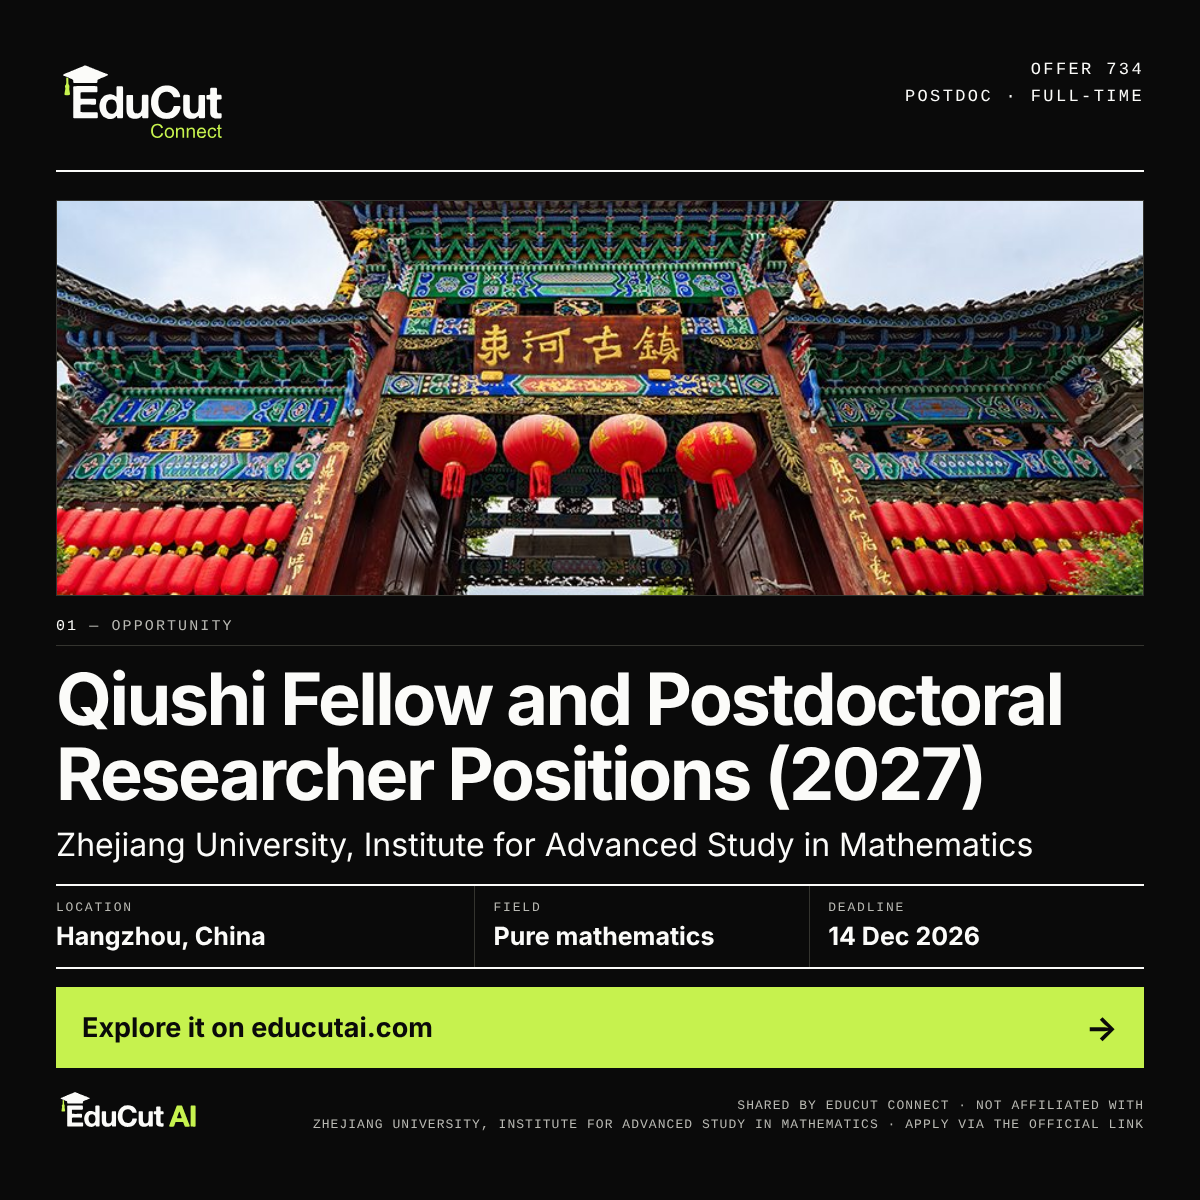 EduCut
Connect
OFFER 734
POSTDOC · FULL-TIME
束河古鎮
01 — OPPORTUNITY
Qiushi Fellow and Postdoctoral
Researcher Positions (2027)
Zhejiang University, Institute for Advanced Study in Mathematics
LOCATION
Hangzhou, China
FIELD
Pure mathematics
DEADLINE
14 Dec 2026
Explore it on educutai.com
→
EduCut AI
SHARED BY EDUCUT CONNECT · NOT AFFILIATED WITH
ZHEJIANG UNIVERSITY, INSTITUTE FOR ADVANCED STUDY IN MATHEMATICS · APPLY VIA THE OFFICIAL LINK